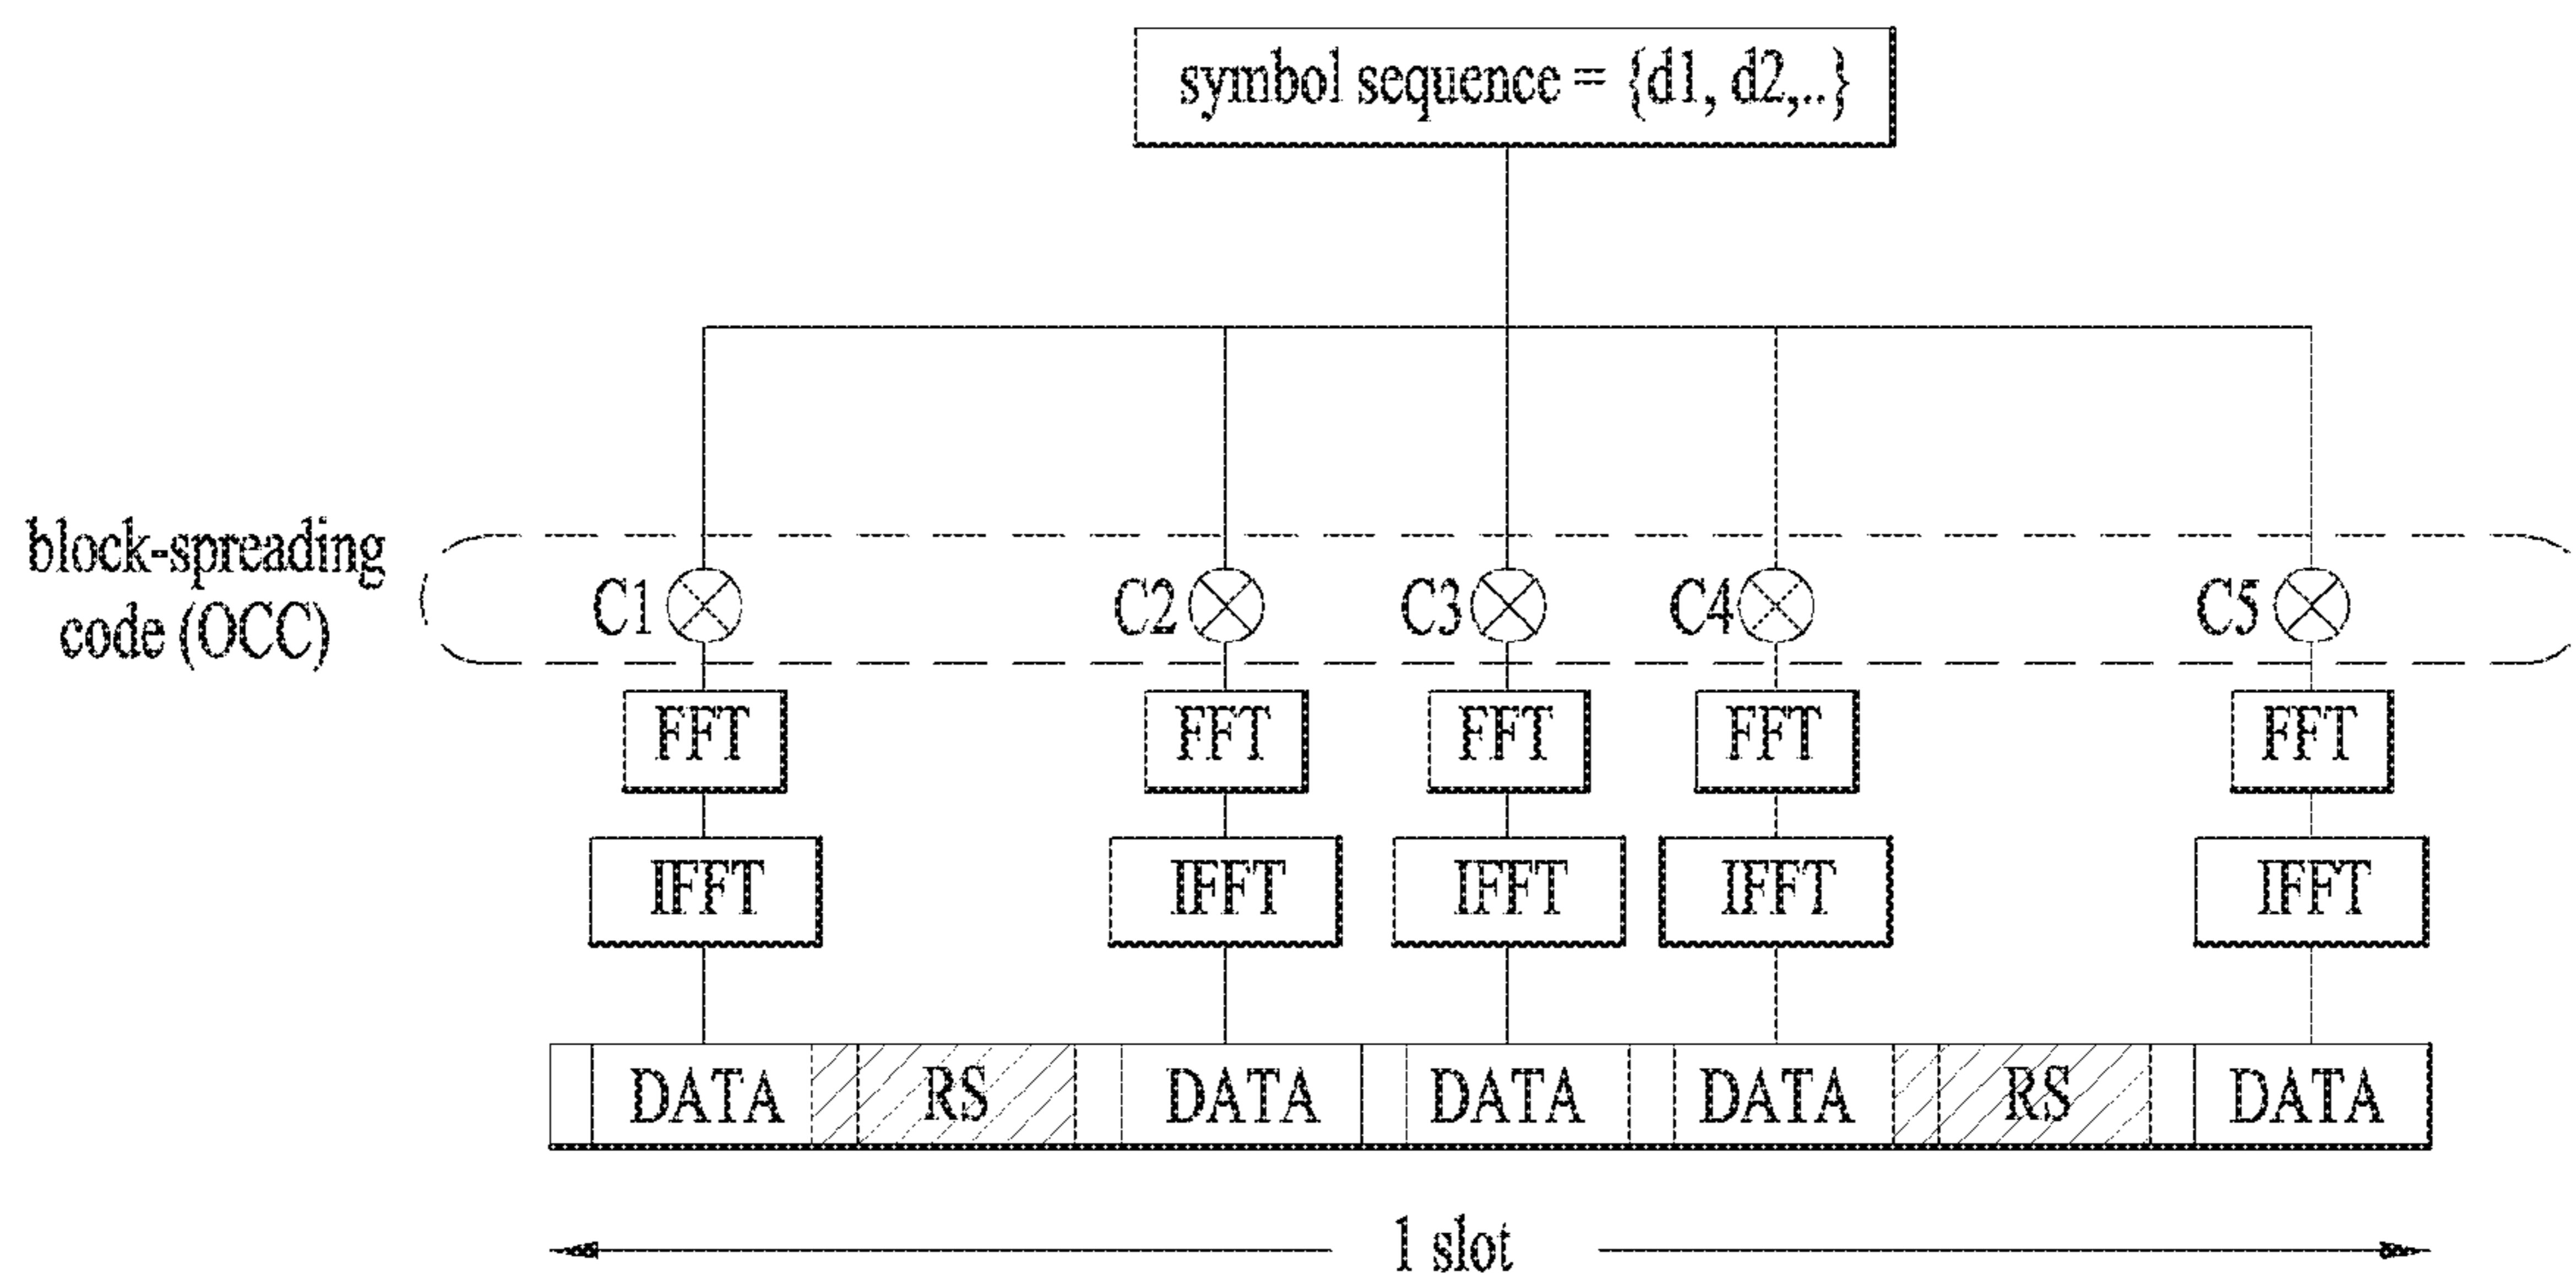 symbol sequence = {d1, d2,..}
block-spreading
code (OCC)
C1 C2 C3 C4 C5
FFT FFT FFT FFT FFT
IFFT IFFT IFFT IFFT IFFT
DATA RS DATA DATA DATA RS DATA
1 slot